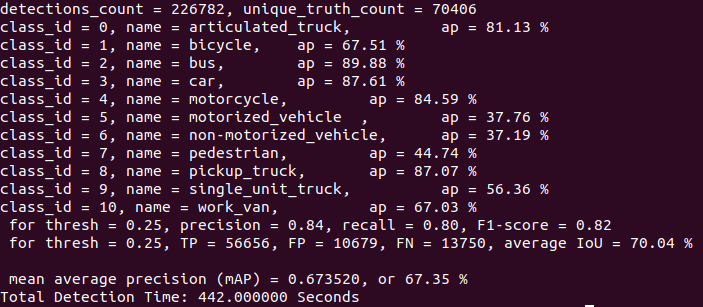 detections_count = 226782, unique_truth_count = 70406
class_id = 0, name = articulated_truck, ap = 81.13 %
class_id = 1, name = bicycle, ap = 67.51 %
class_id = 2, name = bus, ap = 89.88 %
class_id = 3, name = car, ap = 87.61 %
class_id = 4, name = motorcycle, ap = 84.59 %
class_id = 5, name = motorized_vehicle , ap = 37.76 %
class_id = 6, name = non-motorized_vehicle, ap = 37.19 %
class_id = 7, name = pedestrian, ap = 44.74 %
class_id = 8, name = pickup_truck, ap = 87.07 %
class_id = 9, name = single_unit_truck, ap = 56.36 %
class_id = 10, name = work_van, ap = 67.03 %
for thresh = 0.25, precision = 0.84, recall = 0.80, F1-score = 0.82
for thresh = 0.25, TP = 56656, FP = 10679, FN = 13750, average IoU = 70.04 %
mean average precision (mAP) = 0.673520, or 67.35 %
Total Detection Time: 442.000000 Seconds